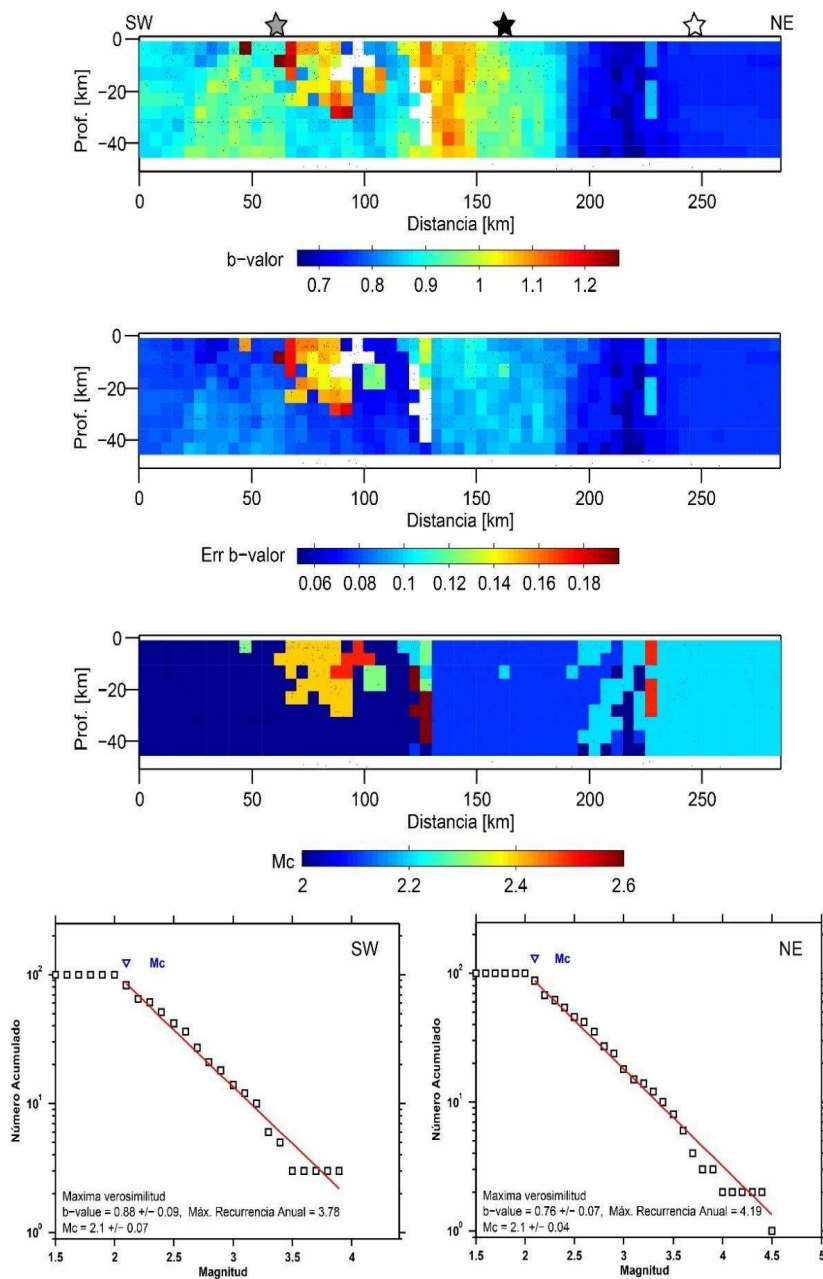 SW NE
0
−20
−40
Prof. [km]
0 50 100 150 200 250
Distancia [km]
b−valor
0.7 0.8 0.9 1 1.1 1.2
0
−20
−40
Prof. [km]
0 50 100 150 200 250
Distancia [km]
Err b−valor
0.06 0.08 0.1 0.12 0.14 0.16 0.18
0
−20
−40
Prof. [km]
0 50 100 150 200 250
Distancia [km]
Mc
2 2.2 2.4 2.6
SW
Mc
10²
10¹
10⁰
Número Acumulado
Maxima verosimilitud
b-value = 0.88 +/- 0.09, Máx. Recurrencia Anual = 3.78
Mc = 2.1 +/- 0.07
1.5 2 2.5 3 3.5 4
Magnitud
NE
Mc
10²
10¹
10⁰
Número Acumulado
Maxima verosimilitud
b-value = 0.76 +/- 0.07, Máx. Recurrencia Anual = 4.19
Mc = 2.1 +/- 0.04
1.5 2 2.5 3 3.5 4 4.5 5
Magnitud